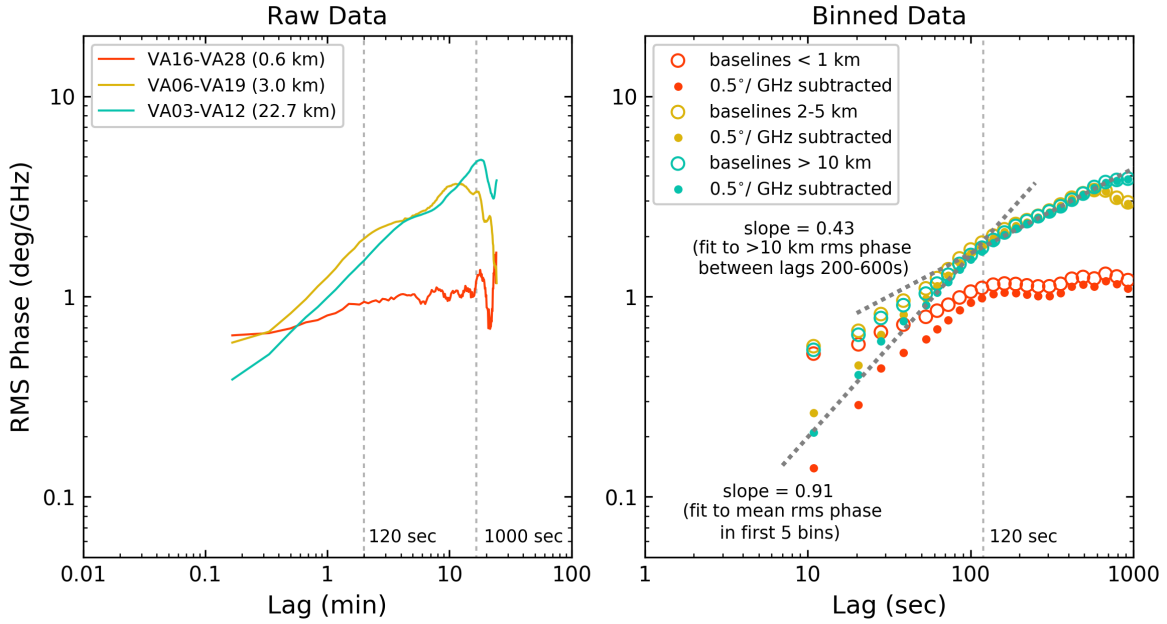 Raw Data
VA16-VA28 (0.6 km)
VA06-VA19 (3.0 km)
VA03-VA12 (22.7 km)
RMS Phase (deg/GHz)
10
1
0.1
120 sec
1000 sec
0.01
0.1
1
10
100
Lag (min)
Binned Data
baselines < 1 km
0.5°/ GHz subtracted
baselines 2-5 km
0.5°/ GHz subtracted
baselines > 10 km
0.5°/ GHz subtracted
slope = 0.43
(fit to >10 km rms phase
between lags 200-600s)
slope = 0.91
(fit to mean rms phase
in first 5 bins)
120 sec
10
1
0.1
1
10
100
1000
Lag (sec)